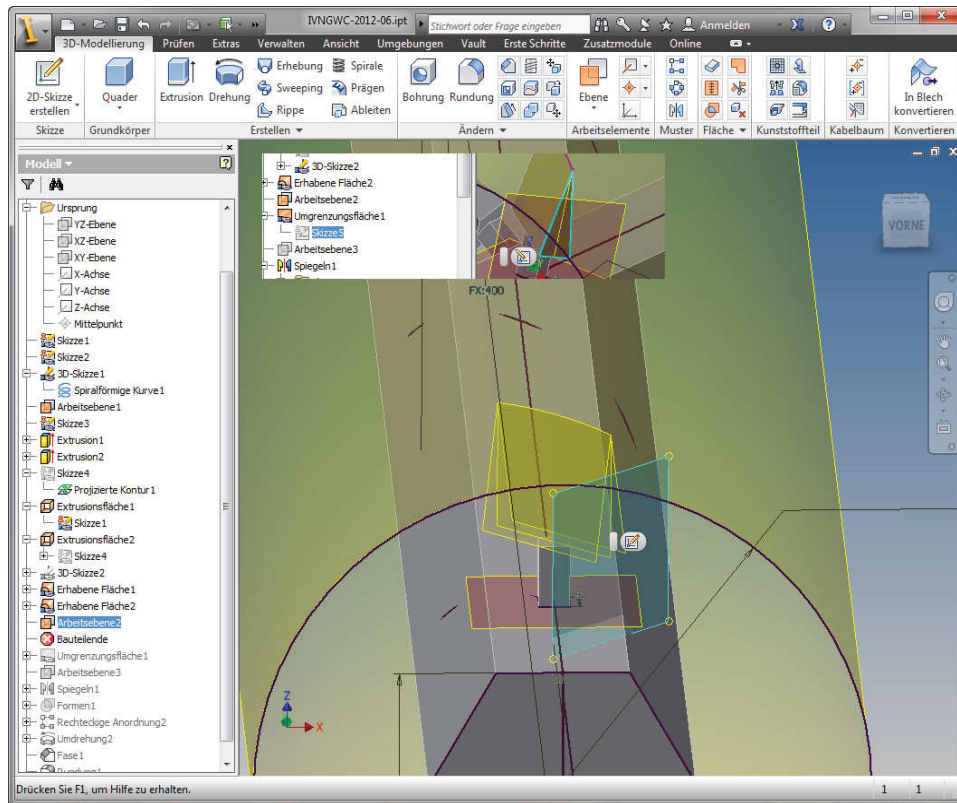 IVNGWC-2012-06.ipt
Stichwort oder Frage eingeben
Anmelden
3D-Modellierung Prüfen Extras Verwalten Ansicht Umgebungen Vault Erste Schritte Zusatzmodule Online
2D-Skizze erstellen
Quader
Extrusion
Drehung
Erhebung
Sweeping
Rippe
Spirale
Prägen
Ableiten
Bohrung
Rundung
Ebene
In Blech konvertieren
Skizze Grundkörper Erstellen Ändern Arbeitselemente Muster Fläche Kunststoffteil Kabelbaum Konvertieren
Modell
Ursprung
YZ-Ebene
XZ-Ebene
XY-Ebene
X-Achse
Y-Achse
Z-Achse
Mittelpunkt
Skizze1
Skizze2
3D-Skizze1
Spiralförmige Kurve1
Arbeitsebene1
Skizze3
Extrusion1
Extrusion2
Skizze4
Projizierte Kontur1
Extrusionsfläche1
Skizze1
Extrusionsfläche2
Skizze4
3D-Skizze2
Erhabene Fläche1
Erhabene Fläche2
Arbeitsebene2
Bauteilende
Umgrenzungsfläche1
Arbeitsebene3
Spiegeln1
Formen1
Rechteckige Anordnung2
Umdrehung2
Fase1
Rundung1
3D-Skizze2
Erhabene Fläche2
Arbeitsebene2
Umgrenzungsfläche1
Skizze5
Arbeitsebene3
Spiegeln1
FX:400
VORNE
Z
X
Drücken Sie F1, um Hilfe zu erhalten.
1 1